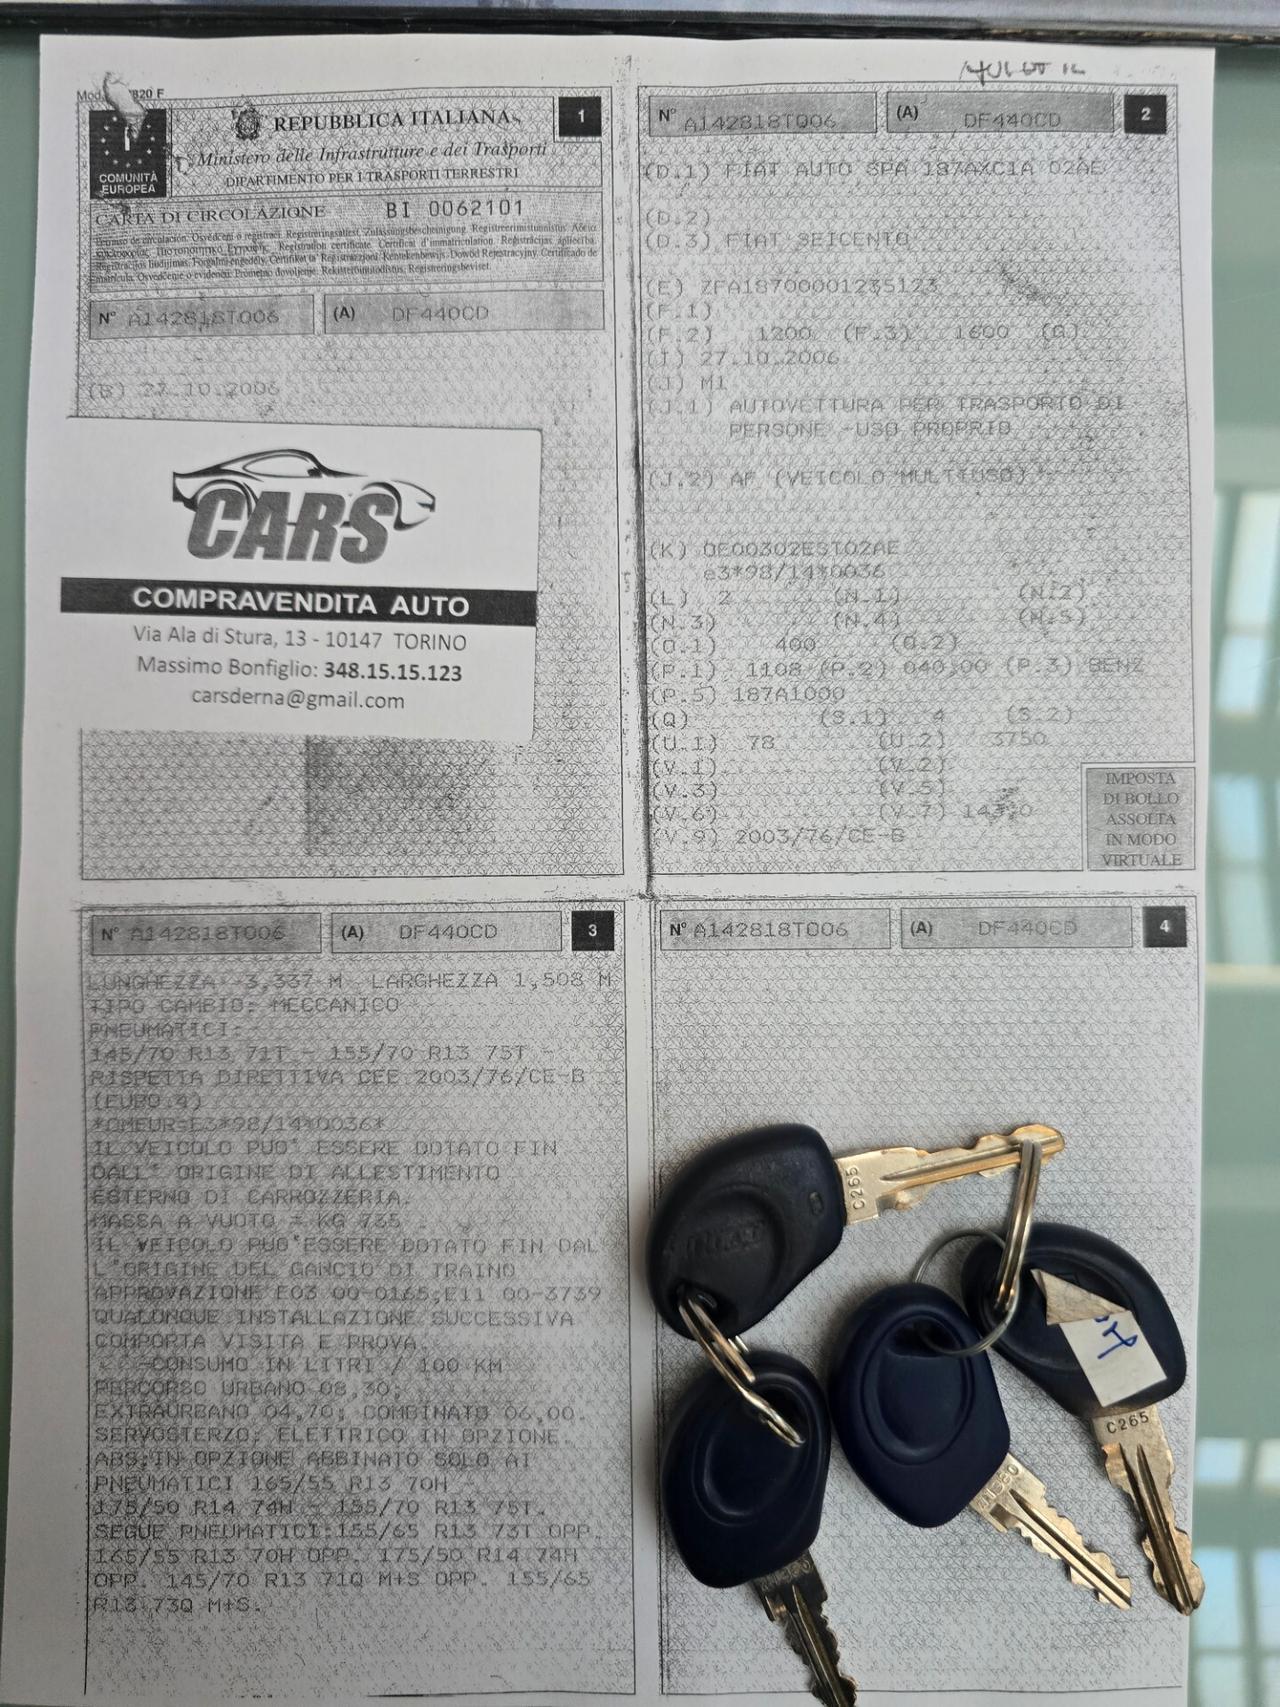 820 F
COMUNITÀ
EUROPEA
REPUBBLICA ITALIANA
1
Ministero delle Infrastrutture e dei Trasporti
DIPARTIMENTO PER I TRASPORTI TERRESTRI
CARTA DI CIRCOLAZIONE BI 0062101
N° A142818T006 (A) DF440CD
(B) 27.10.2006
CARS
COMPRAVENDITA AUTO
Via Ala di Stura, 13 - 10147 TORINO
Massimo Bonfiglio: 348.15.15.123
carsderna@gmail.com
N° A142818T006 (A) DF440CD 2
(D.1) FIAT AUTO SPA 187AXC1A 02AE
(D.2)
(D.3) FIAT SEICENTO
(E) ZFA18700001235123
(F.1)
(F.2) 1200 (F.3) 1600 (G)
(I) 27.10.2006
(J) M1
(J.1) AUTOVETTURA PER TRASPORTO DI
PERSONE -USO PROPRIO
(J.2) AF (VEICOLO MULTIUSO)
(K) OE00302EST02AE
e3*98/14*0036
(L) 2 (N.1) (N.2)
(N.3) (N.4) (N.5)
(O.1) 400 (O.2)
(P.1) 1108 (P.2) 040,00 (P.3) BENZ
(P.5) 187A1000
(Q) (S.1) 4 (S.2)
(U.1) 78 (U.2) 3750
(V.1) (V.2)
(V.3) (V.5)
(V.6) (V.7)
(V.9) 2003/76/CE-B
IMPOSTA
DI BOLLO
ASSOLTA
IN MODO
VIRTUALE
N° A142818T006 (A) DF440CD 3
LUNGHEZZA 3,337 M LARGHEZZA 1,508 M
TIPO CAMBIO: MECCANICO
PNEUMATICI:
145/70 R13 71T - 155/70 R13 75T -
RISPETTA DIRETTIVA CEE 2003/76/CE-B
(EURO 4)
*OMEUR=E3*98/14*0036*
IL VEICOLO PUO' ESSERE DOTATO FIN
DALL' ORIGINE DI ALLESTIMENTO
ESTERNO DI CARROZZERIA.
MASSA A VUOTO = KG 735
IL VEICOLO PUO'ESSERE DOTATO FIN DAL
L'ORIGINE DEL GANCIO DI TRAINO
APPROVAZIONE E03 00-0165;E11 00-3739
QUALUNQUE INSTALLAZIONE SUCCESSIVA
COMPORTA VISITA E PROVA
-CONSUMO IN LITRI / 100 KM
PERCORSO URBANO 08,30;
EXTRAURBANO 04,70; COMBINATO 06,00.
SERVOSTERZO: ELETTRICO IN OPZIONE.
ABS:IN OPZIONE ABBINATO SOLO AI
PNEUMATICI 165/55 R13 70H
175/50 R14 74H - 155/70 R13 75T.
SEGUE PNEUMATICI:155/65 R13 73T OPP.
165/55 R13 70H OPP. 175/50 R14 74H
OPP. 145/70 R13 71Q M+S OPP. 155/65
R13 73Q M+S.
N° A142818T006 (A) DF440CD 4
C265
FIAT
C265